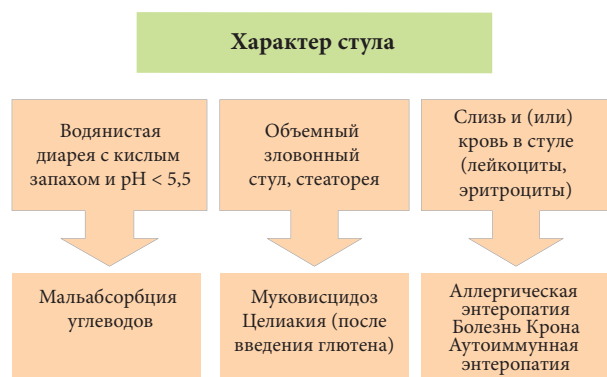 Характер стула
Водянистая
диарея с кислым
запахом и pH < 5,5
Объемный
зловонный
стул, стеаторея
Слизь и (или)
кровь в стуле
(лейкоциты,
эритроциты)
Мальабсорбция
углеводов
Муковисцидоз
Целиакия (после
введения глютена)
Аллергическая
энтеропатия
Болезнь Крона
Аутоиммунная
энтеропатия